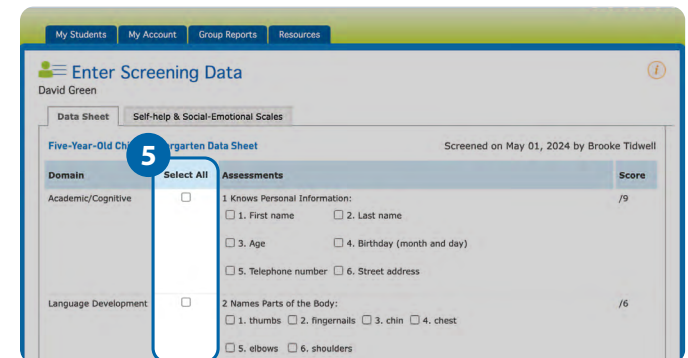 My Students My Account Group Reports Resources
Enter Screening Data
i
David Green
Data Sheet Self-help & Social-Emotional Scales
5
Five-Year-Old Data Sheet Screened on May 01, 2024 by Brooke Tidwell
Domain Select All Assessments Score
Academic/Cognitive 1 Knows Personal Information: /9
1. First name 2. Last name
3. Age 4. Birthday (month and day)
5. Telephone number 6. Street address
Language Development 2 Names Parts of the Body: /6
1. thumbs 2. fingernails 3. chin 4. chest
5. elbows 6. shoulders